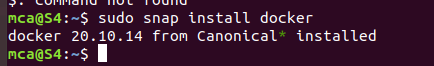 $: command not found
mca@S4:~$ sudo snap install docker
docker 20.10.14 from Canonical* installed
mca@S4:~$